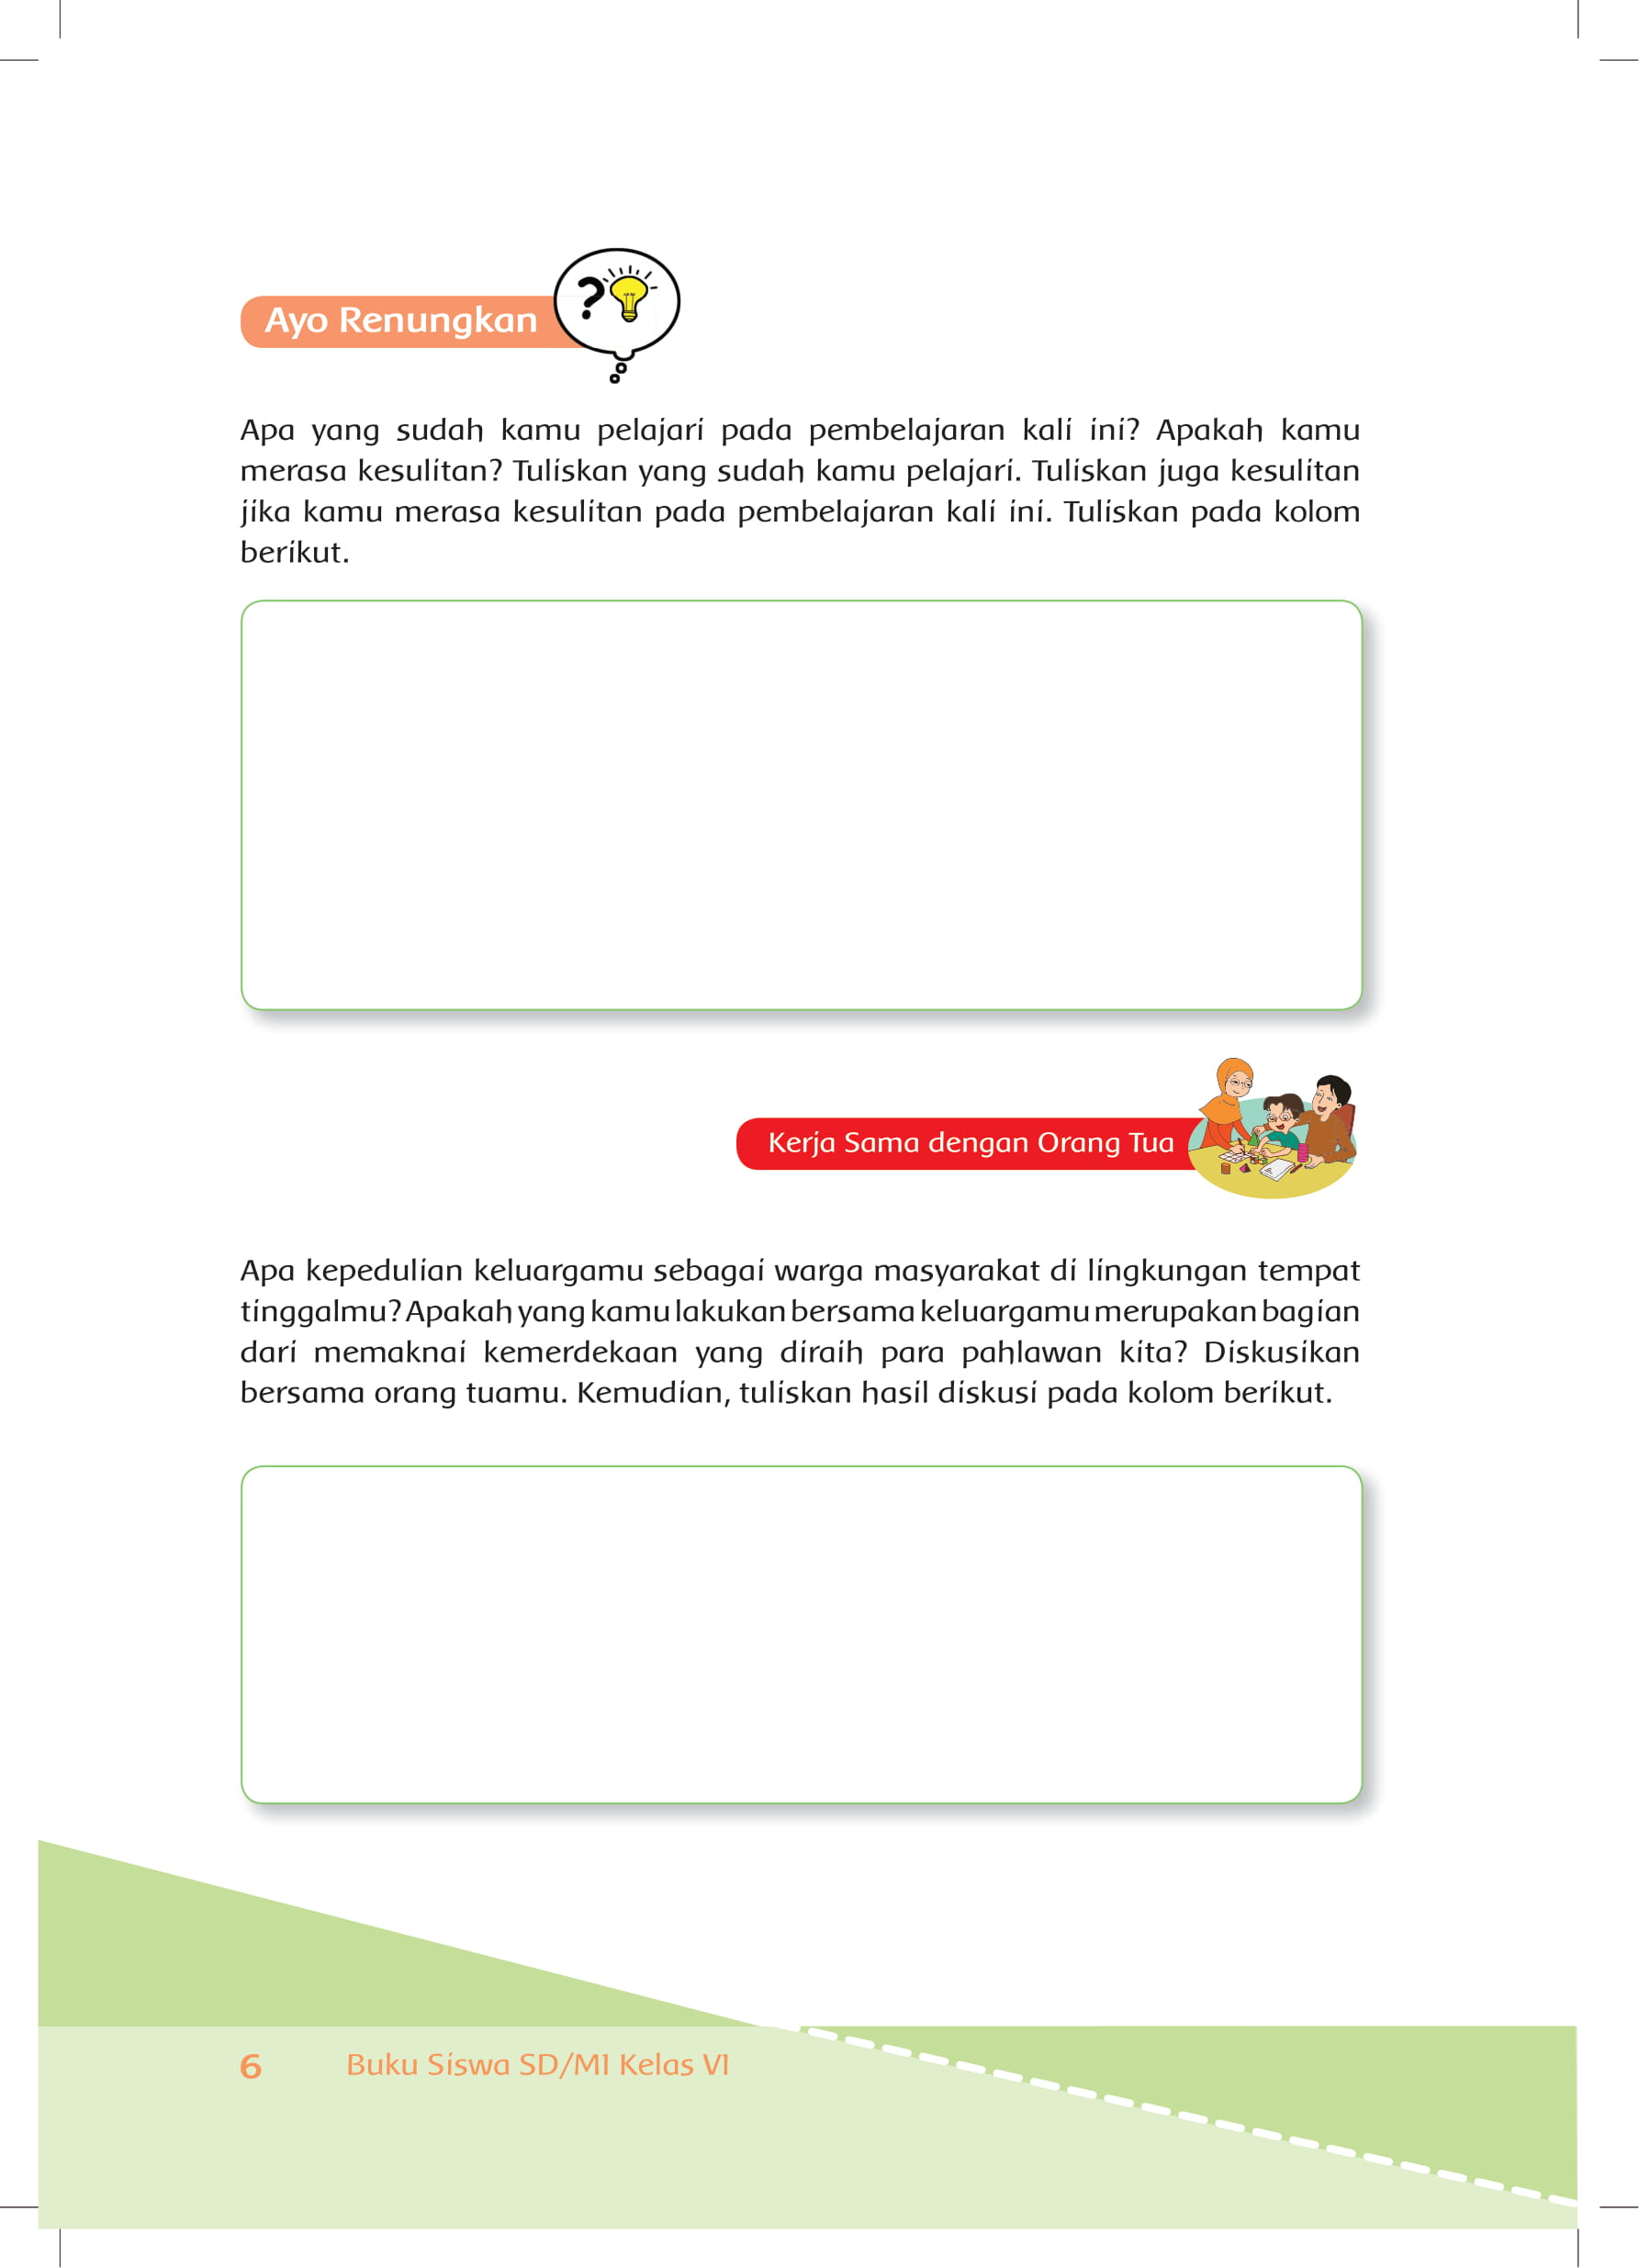 Ayo Renungkan
?
Apa yang sudah kamu pelajari pada pembelajaran kali ini? Apakah kamu
merasa kesulitan? Tuliskan yang sudah kamu pelajari. Tuliskan juga kesulitan
jika kamu merasa kesulitan pada pembelajaran kali ini. Tuliskan pada kolom
berikut.
Kerja Sama dengan Orang Tua
Apa kepedulian keluargamu sebagai warga masyarakat di lingkungan tempat
tinggalmu? Apakah yang kamu lakukan bersama keluargamu merupakan bagian
dari memaknai kemerdekaan yang diraih para pahlawan kita? Diskusikan
bersama orang tuamu. Kemudian, tuliskan hasil diskusi pada kolom berikut.
6 Buku Siswa SD/MI Kelas VI